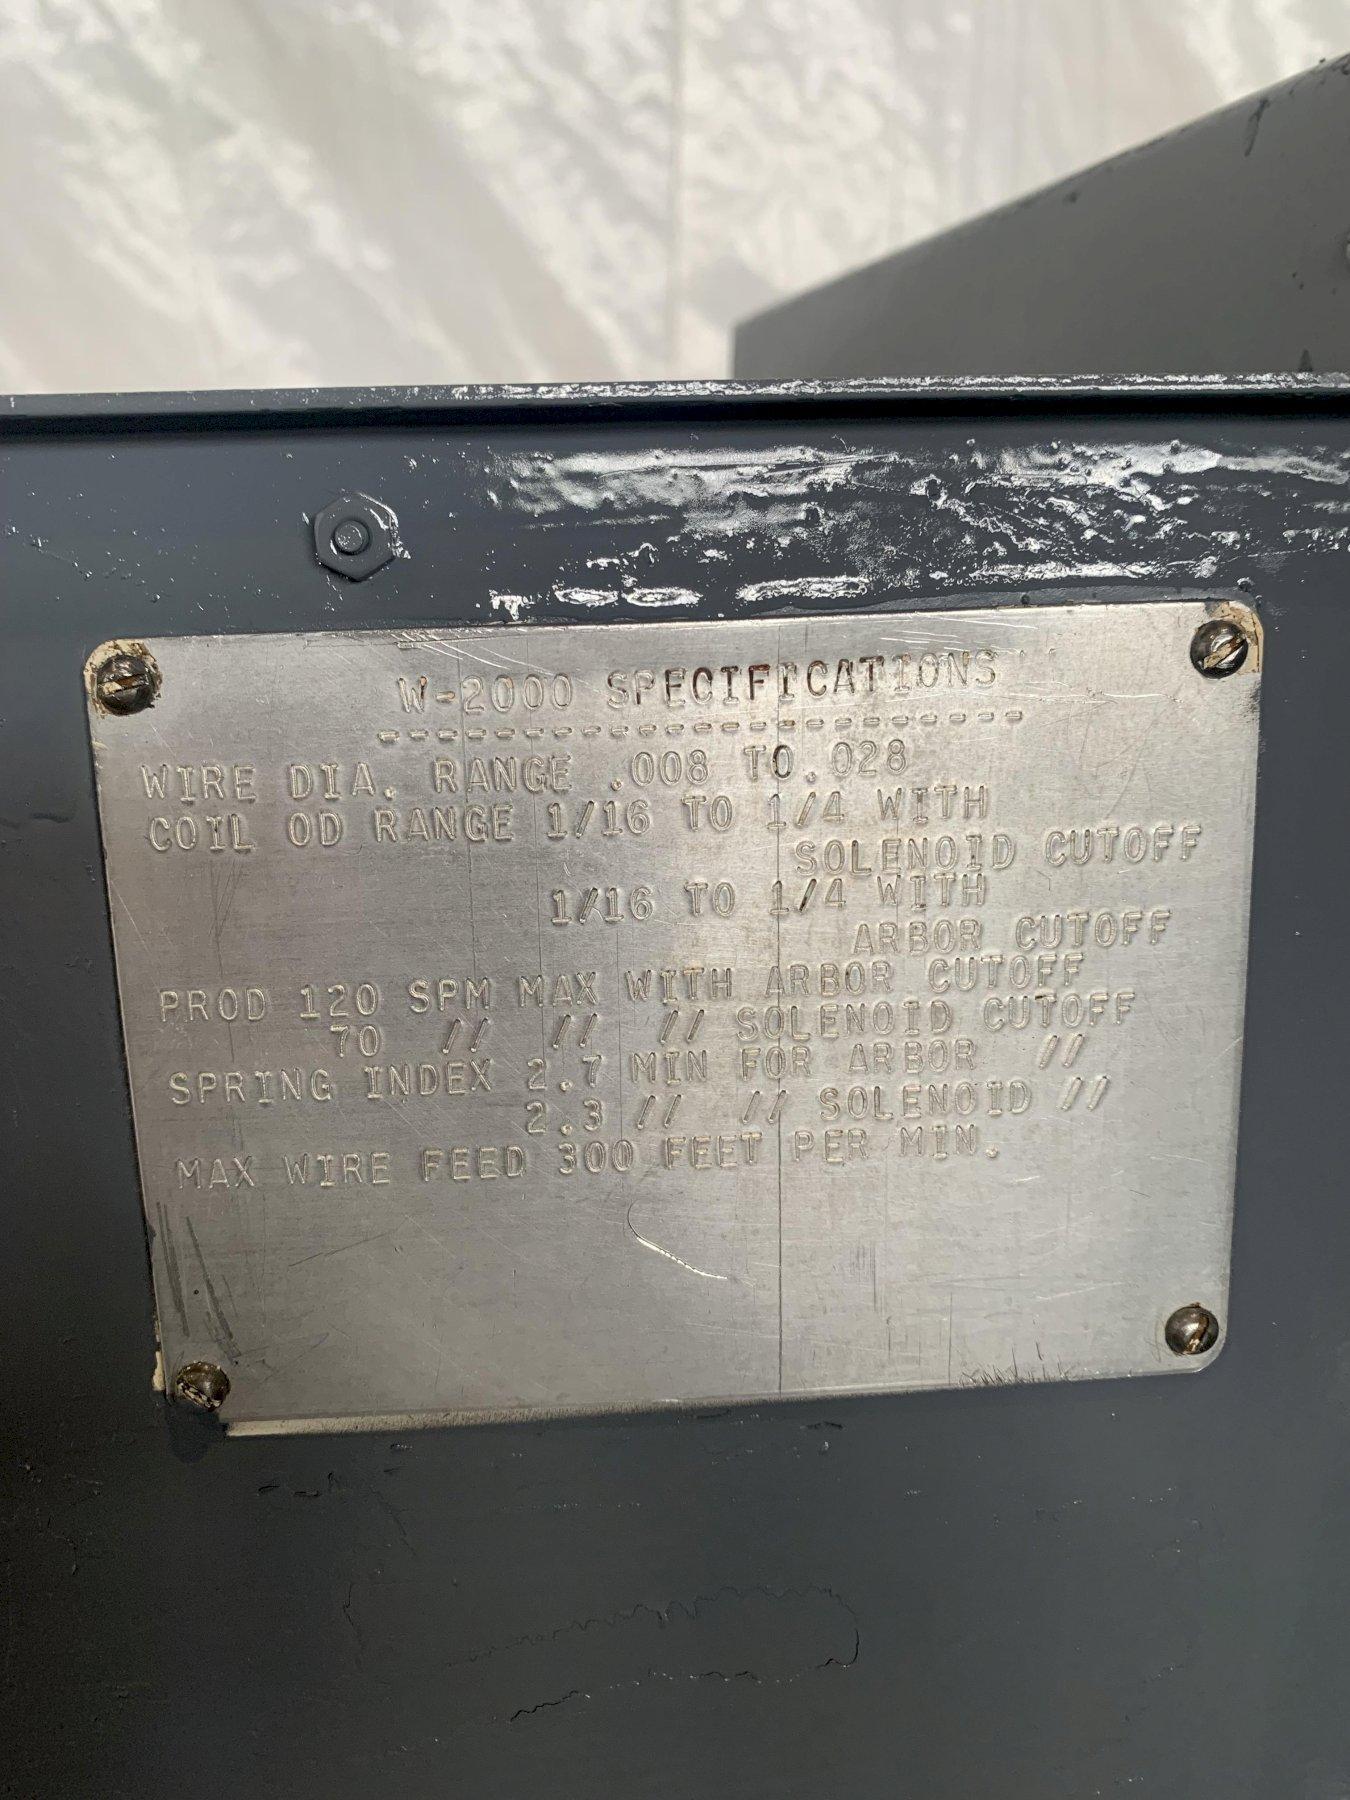 W-2000 SPECIFICATIONS
-----------------------
WIRE DIA. RANGE .008 TO .028
COIL OD RANGE 1/16 TO 1/4 WITH
SOLENOID CUTOFF
1/16 TO 1/4 WITH
ARBOR CUTOFF
PROD 120 SPM MAX WITH ARBOR CUTOFF
70 // // // SOLENOID CUTOFF
SPRING INDEX 2.7 MIN FOR ARBOR //
2.3 // // SOLENOID //
MAX WIRE FEED 300 FEET PER MIN.